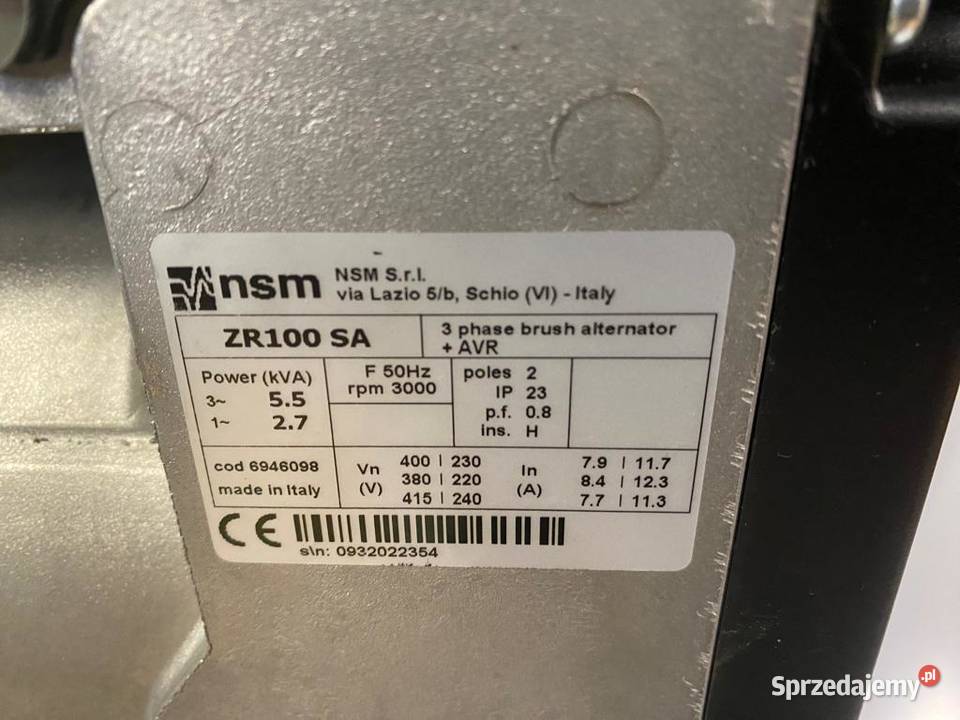 nsm
NSM S.r.l.
via Lazio 5/b, Schio (VI) - Italy
ZR100 SA
3 phase brush alternator
+ AVR
Power (kVA)
3~ 5.5
1~ 2.7
F 50Hz
rpm 3000
poles 2
IP 23
p.f. 0.8
ins. H
cod 6946098
made in Italy
Vn
(V)
400 | 230
380 | 220
415 | 240
In
(A)
7.9 | 11.7
8.4 | 12.3
7.7 | 11.3
CE
s/n: 0932022354
Sprzedajemy.pl